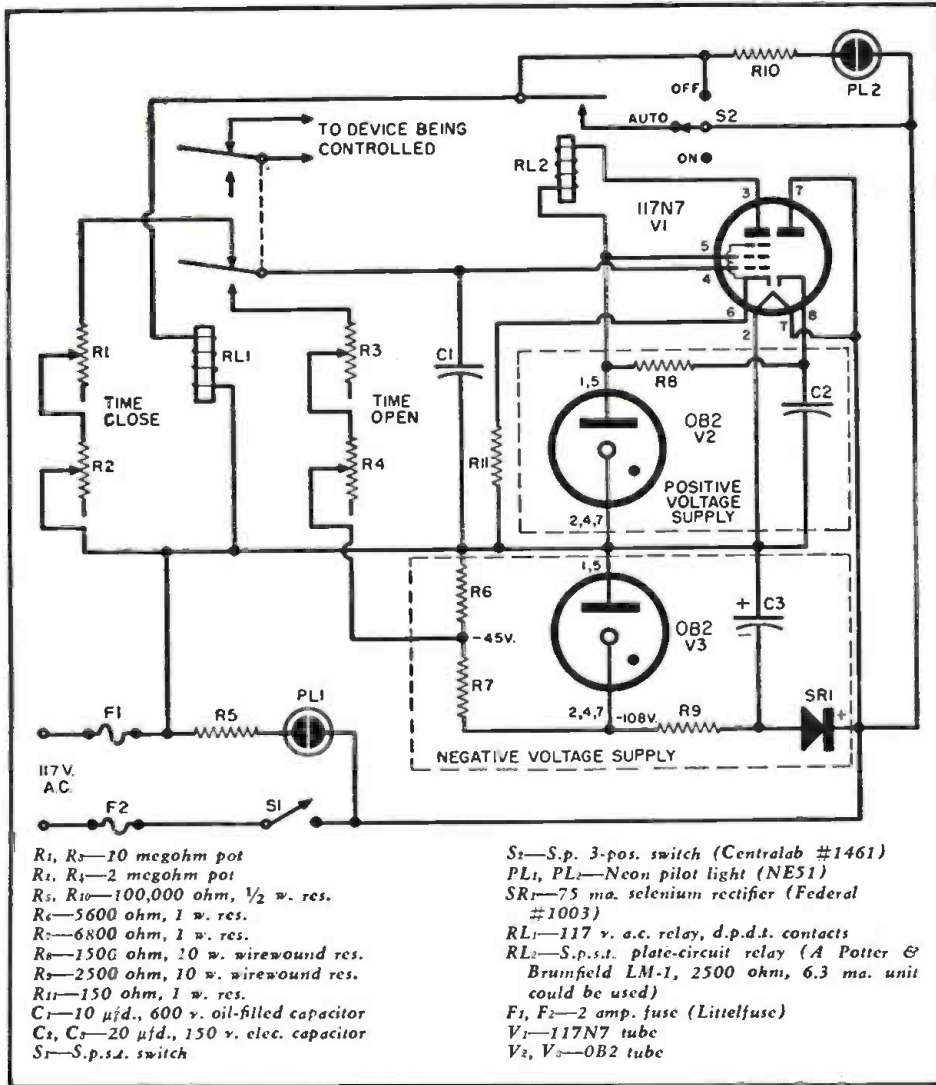 R10
PL2
OFF
AUTO
S2
ON
TO DEVICE BEING
CONTROLLED
RL2
3
7
117N7
V1
5
4
6
2
7
8
R1
RL1
R3
C1
R8
C2
TIME
CLOSE
TIME
OPEN
1,5
OB2
V2
R2
R4
R11
POSITIVE
VOLTAGE
SUPPLY
2,4,7
1,5
R6
+
C3
−
OB2
V3
-45V.
R7
PL1
SR1
F1
R5
2,4,7
-108V.
R9
+
NEGATIVE VOLTAGE SUPPLY
117 V.
A.C.
F2
S1
R1, R3—10 megohm pot
R2, R4—2 megohm pot
R5, R10—100,000 ohm, ½ w. res.
R6—5600 ohm, 1 w. res.
R7—6800 ohm, 1 w. res.
R8—1500 ohm, 20 w. wirewound res.
R9—2500 ohm, 10 w. wirewound res.
R11—150 ohm, 1 w. res.
C1—10 μfd., 600 v. oil-filled capacitor
C2, C3—20 μfd., 150 v. elec. capacitor
S1—S.p.s.t. switch
S2—S.p. 3-pos. switch (Centralab #1461)
PL1, PL2—Neon pilot light (NE51)
SR1—75 ma. selenium rectifier (Federal
#1003)
RL1—117 v. a.c. relay, d.p.d.t. contacts
RL2—S.p.s.t. plate-circuit relay (A Potter &
Brumfield LM-1, 2500 ohm, 6.3 ma. unit
could be used)
F1, F2—2 amp. fuse (Littelfuse)
V1—117N7 tube
V2, V3—0B2 tube